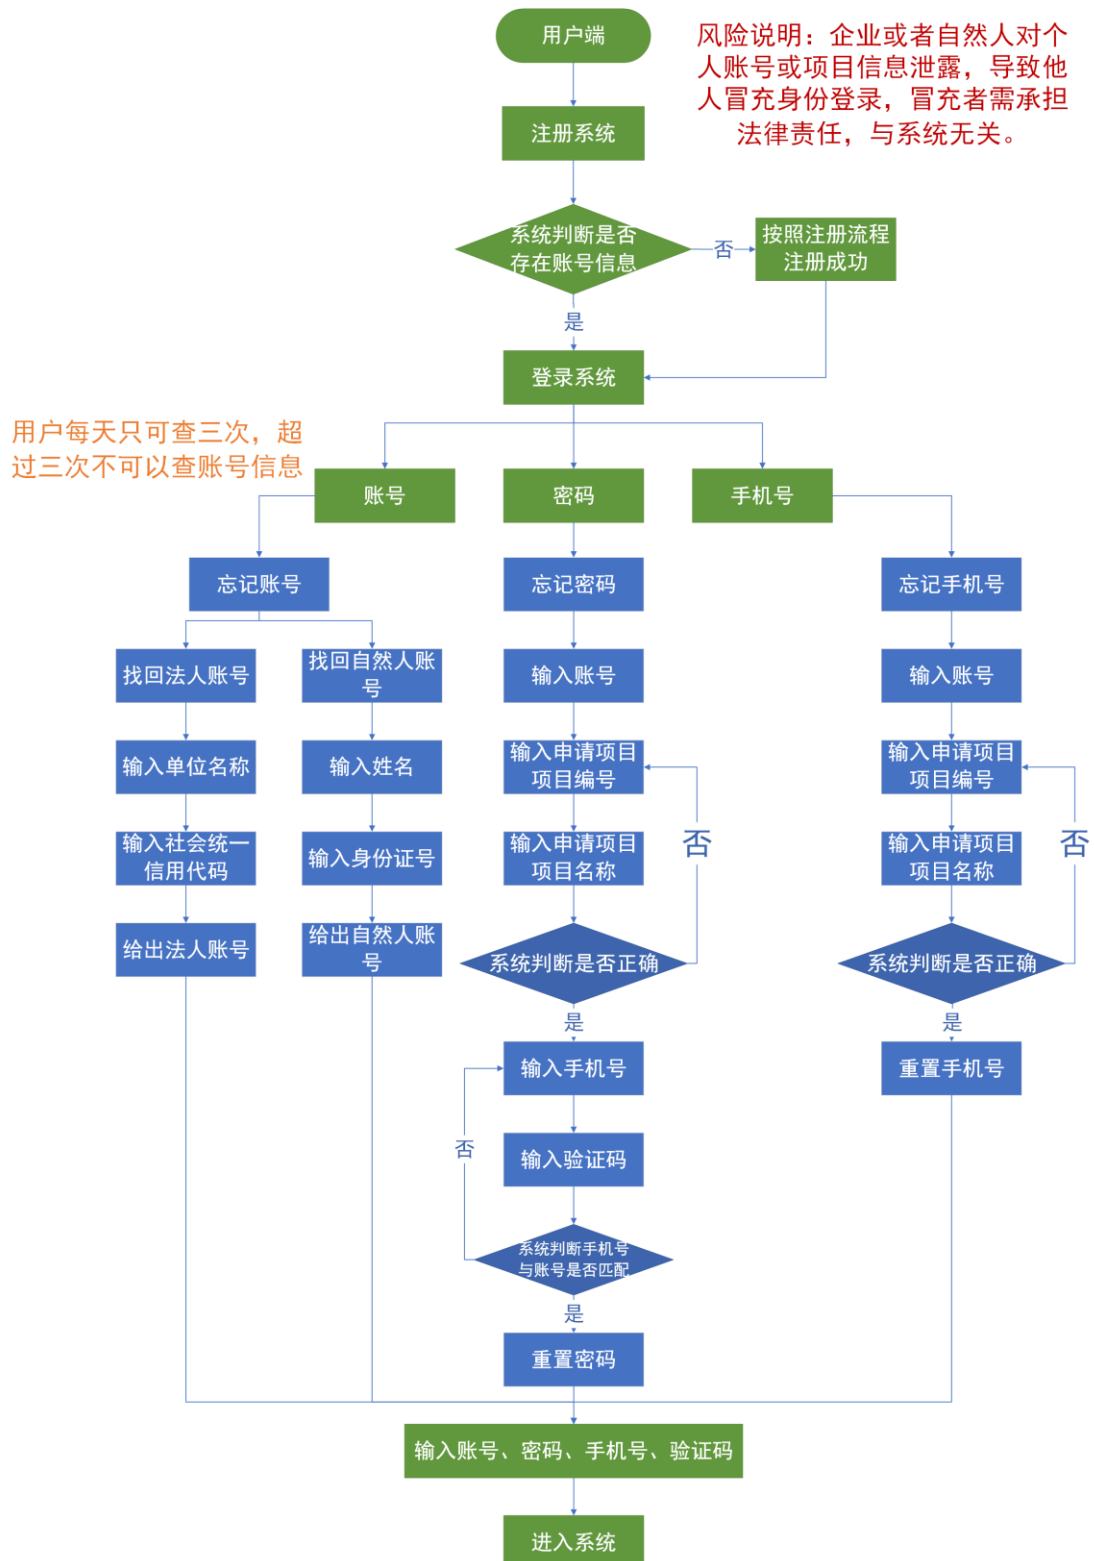 用户端
风险说明：企业或者自然人对个
人账号或项目信息泄露，导致他
人冒充身份登录，冒充者需承担
法律责任，与系统无关。
注册系统
系统判断是否
存在账号信息
否
按照注册流程
注册成功
是
登录系统
用户每天只可查三次，超
过三次不可以查账号信息
账号
密码
手机号
忘记账号
忘记密码
忘记手机号
找回法人账号
找回自然人账
号
输入账号
输入账号
输入单位名称
输入姓名
输入申请项目
项目编号
输入申请项目
项目编号
输入社会统一
信用代码
输入身份证号
输入申请项目
项目名称
否
输入申请项目
项目名称
否
给出法人账号
给出自然人账
号
系统判断是否正确
系统判断是否正确
是
是
输入手机号
重置手机号
否
输入验证码
系统判断手机号
与账号是否匹配
是
重置密码
输入账号、密码、手机号、验证码
进入系统